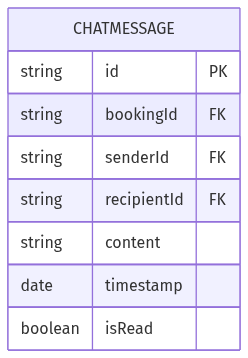 CHATMESSAGE
string id PK
string bookingId FK
string senderId FK
string recipientId FK
string content
date timestamp
boolean isRead